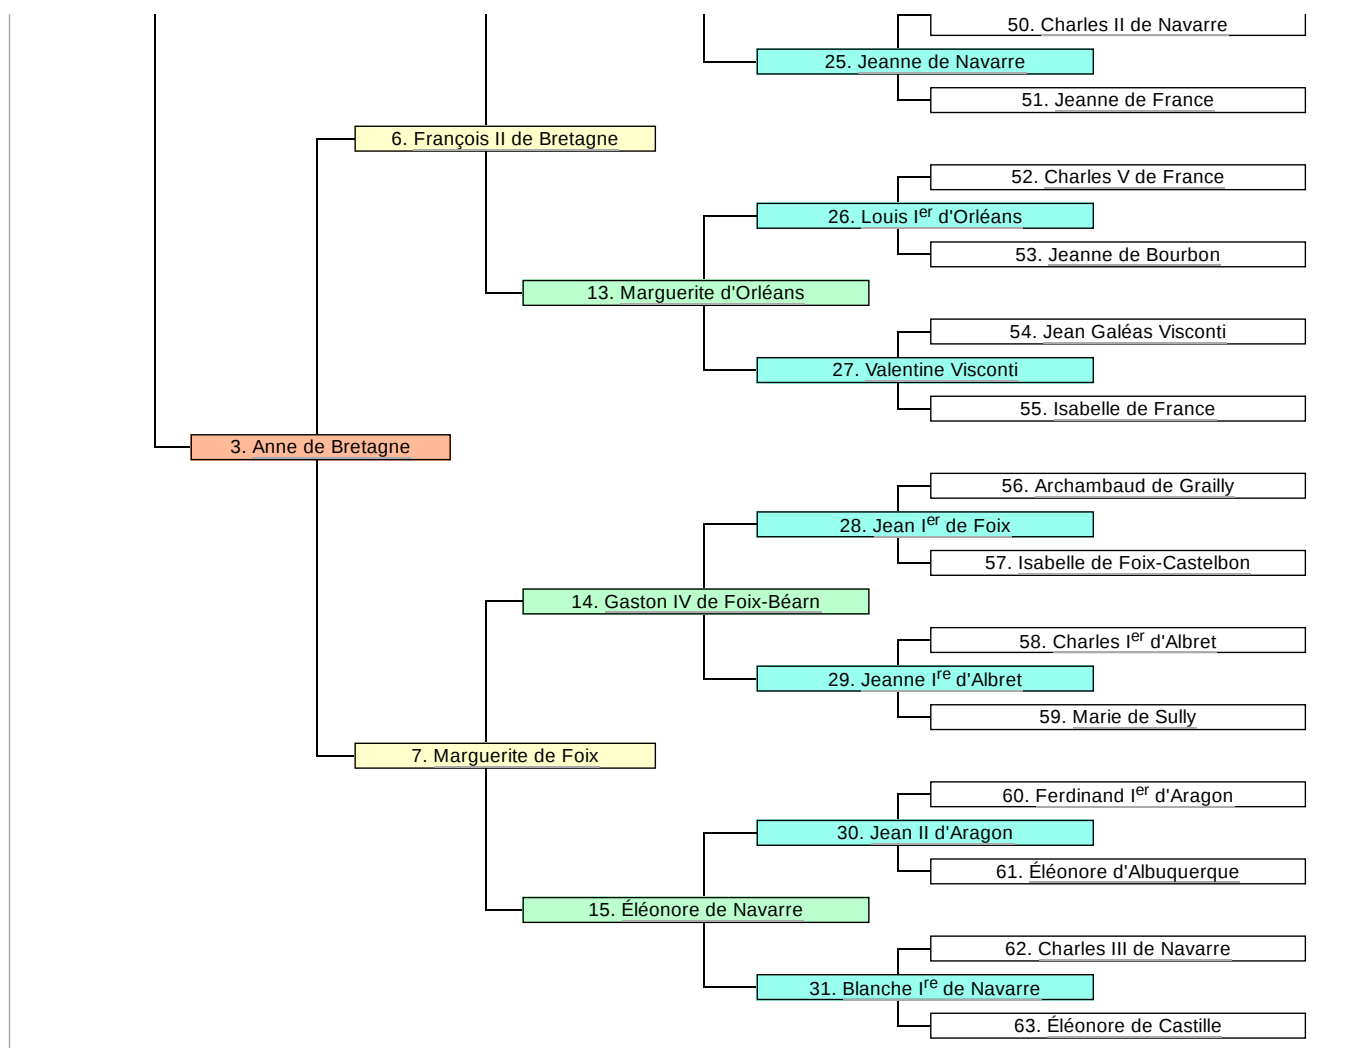 50. Charles II de Navarre
25. Jeanne de Navarre
51. Jeanne de France
6. François II de Bretagne
52. Charles V de France
26. Louis Ier d'Orléans
53. Jeanne de Bourbon
13. Marguerite d'Orléans
54. Jean Galéas Visconti
27. Valentine Visconti
55. Isabelle de France
3. Anne de Bretagne
56. Archambaud de Grailly
28. Jean Ier de Foix
57. Isabelle de Foix-Castelbon
14. Gaston IV de Foix-Béarn
58. Charles Ier d'Albret
29. Jeanne Ire d'Albret
59. Marie de Sully
7. Marguerite de Foix
60. Ferdinand Ier d'Aragon
30. Jean II d'Aragon
61. Éléonore d'Albuquerque
15. Éléonore de Navarre
62. Charles III de Navarre
31. Blanche Ire de Navarre
63. Éléonore de Castille